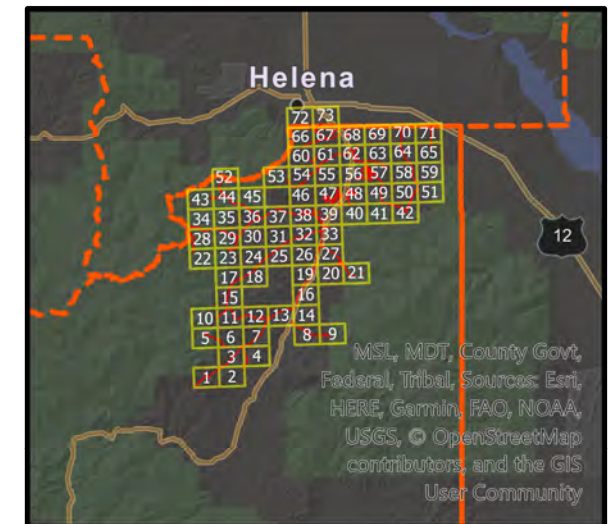 Helena
72 73
66 67 68 69 70 71
60 61 62 63 64 65
52 53 54 55 56 57 58 59
43 44 45 46 47 48 49 50 51
34 35 36 37 38 39 40 41 42
28 29 30 31 32 33
22 23 24 25 26 27
17 18 19 20 21
15 16
10 11 12 13 14
5 6 7 8 9
3 4
1 2
12
MSL, MDT, County Govt,
Federal, Tribal, Sources: Esri,
HERE, Garmin, FAO, NOAA,
USGS, © OpenStreetMap
contributors, and the GIS
User Community